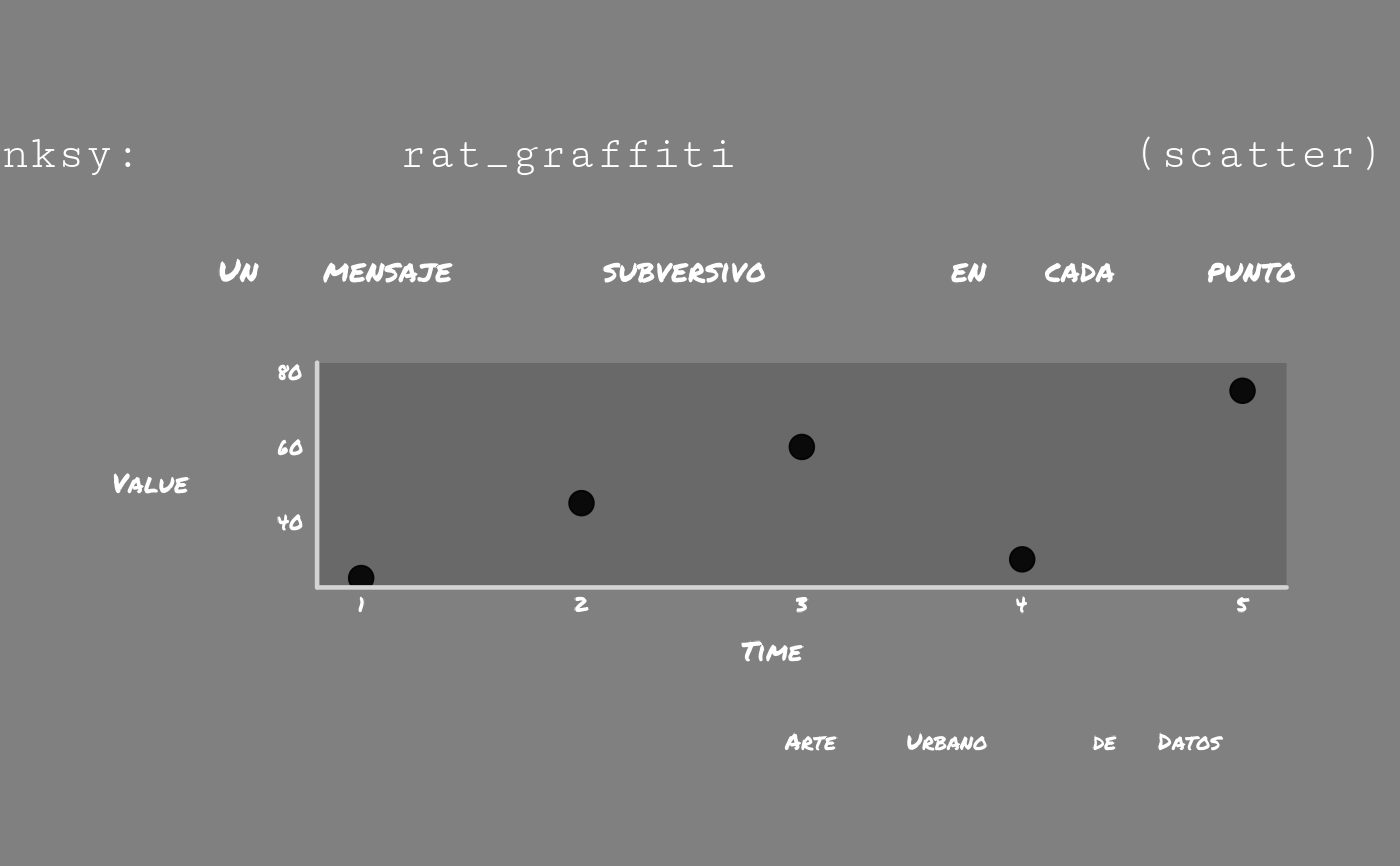 nksy: rat_graffiti (scatter)
Un mensaje subversivo en cada punto
80
60
Value
40
1 2 3 4 5
Time
Arte Urbano de Datos